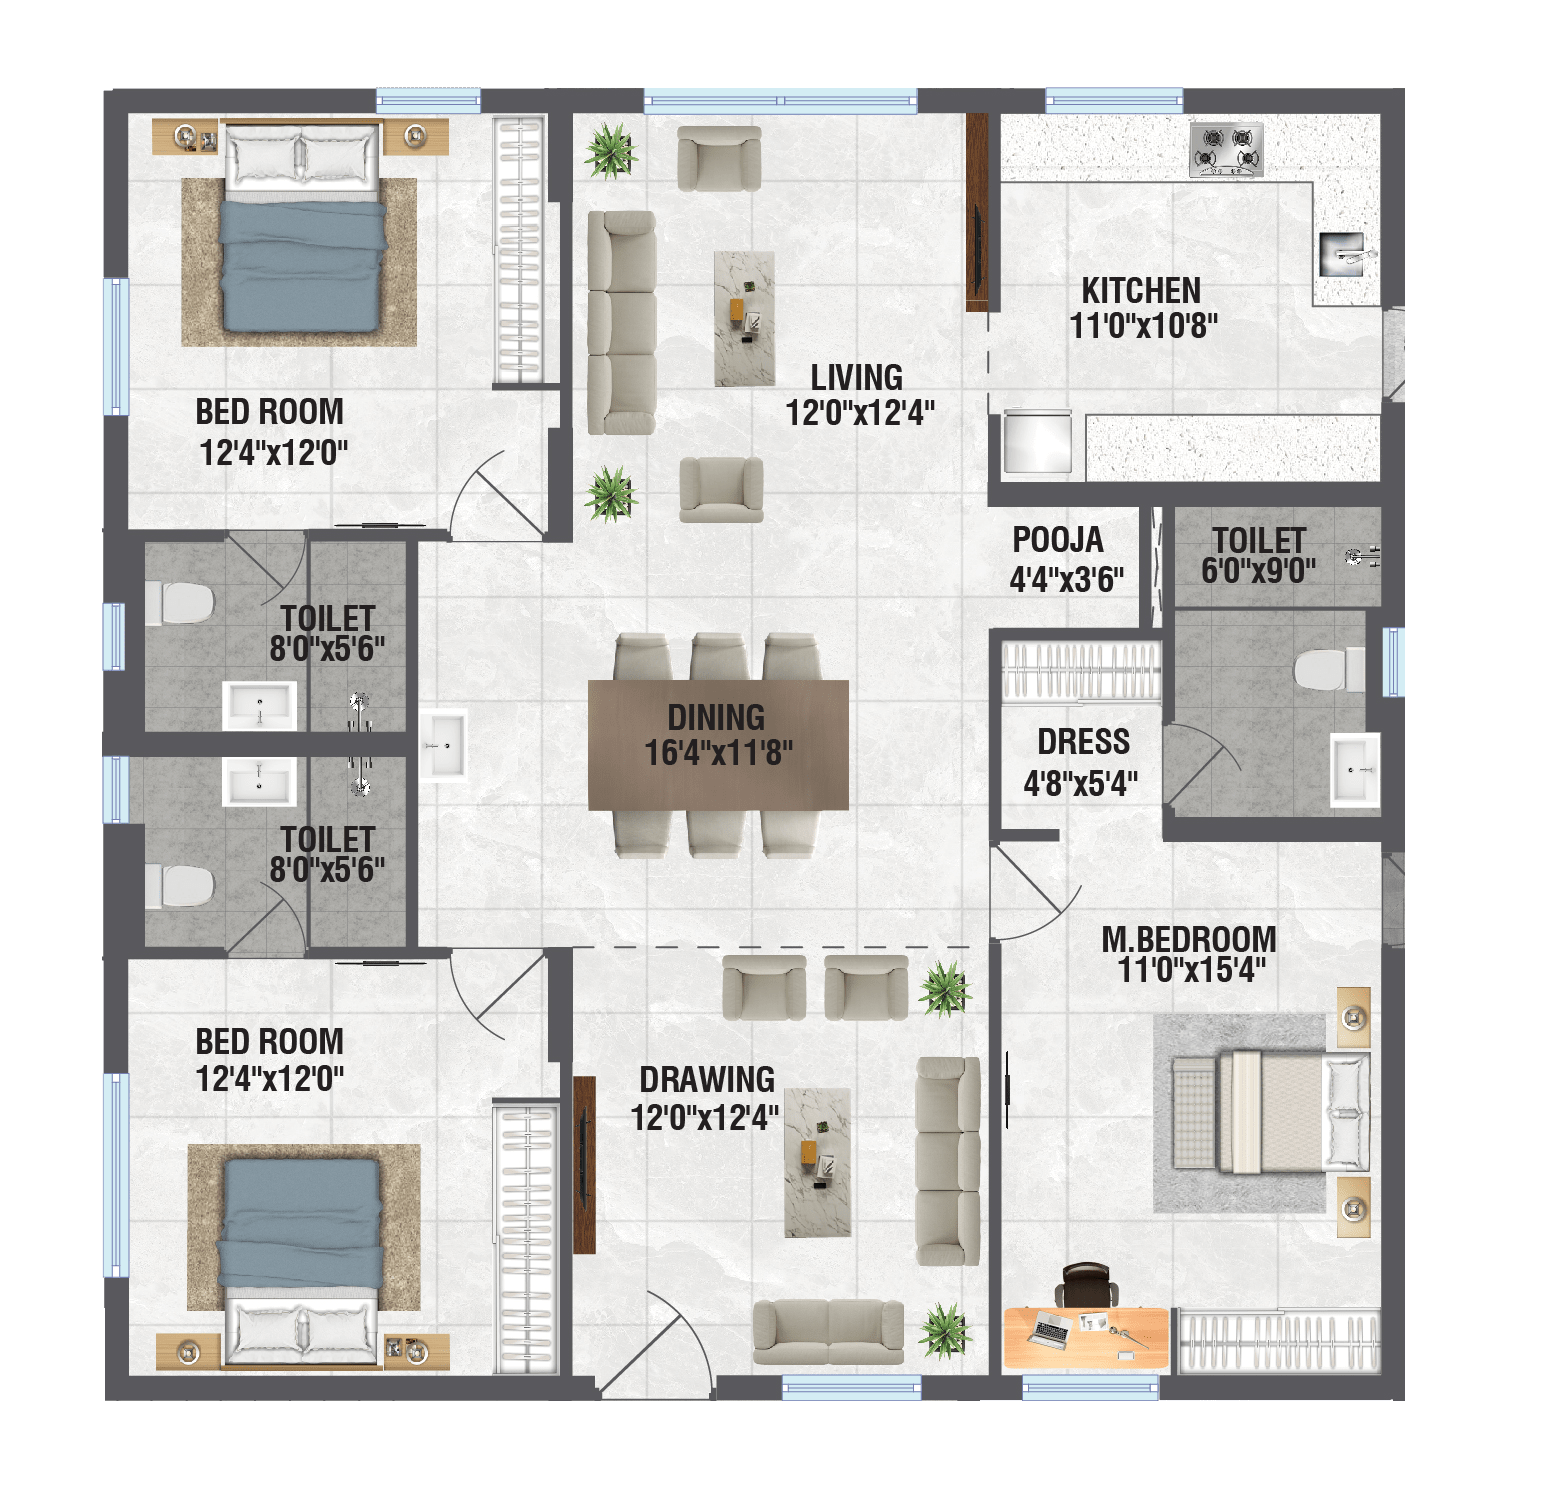 KITCHEN
11'0"x10'8"
LIVING
12'0"x12'4"
BED ROOM
12'4"x12'0"
POOJA
4'4"x3'6"
TOILET
6'0"x9'0"
TOILET
8'0"x5'6"
DINING
16'4"x11'8"
DRESS
4'8"x5'4"
TOILET
8'0"x5'6"
M.BEDROOM
11'0"x15'4"
BED ROOM
12'4"x12'0"
DRAWING
12'0"x12'4"